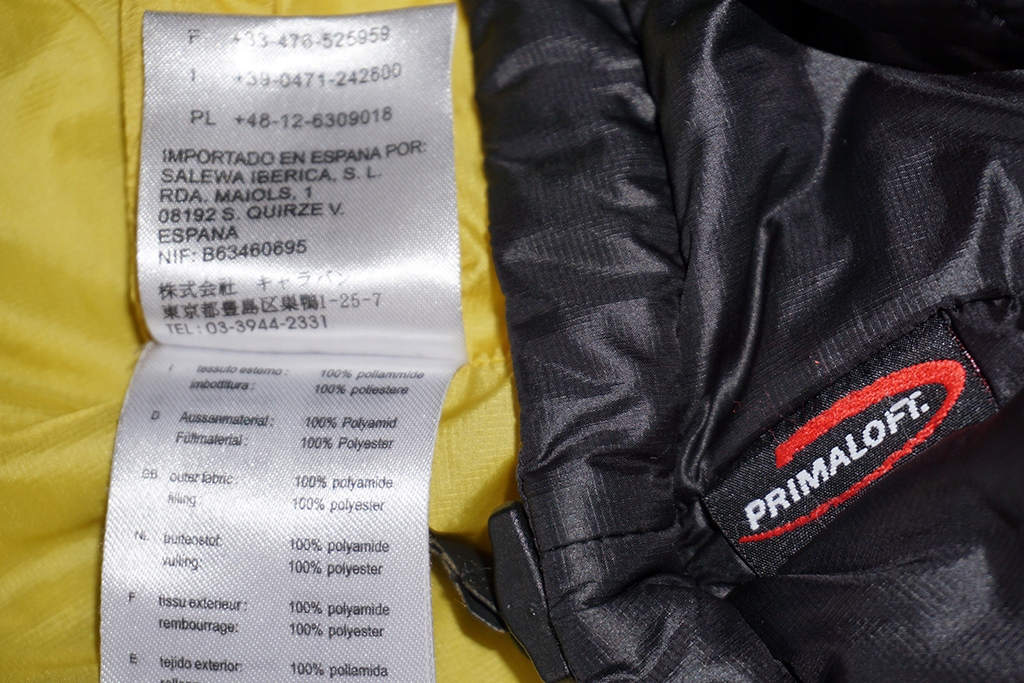 F +33-476-525959
I +39-0471-242600
PL +48-12-6309018
IMPORTADO EN ESPAÑA POR:
SALEWA IBERICA, S. L.
RDA. MAIOLS, 1
08192 S. QUIRZE V.
ESPAÑA
NIF: B63460695
株式会社 キャラバン
東京都豊島区巣鴨1-25-7
TEL: 03-3944-2331
I tessuto esterno: 100% poliammide
imbottitura: 100% poliestere
D Aussenmaterial: 100% Polyamid
Füllmaterial: 100% Polyester
GB outer fabric 100% polyamide
filling 100% polyester
NL buitenstof: 100% polyamide
vulling: 100% polyester
F tissu exterieur: 100% polyamide
rembourrage: 100% polyester
E tejido exterior: 100% poliamida
PRIMALOFT.